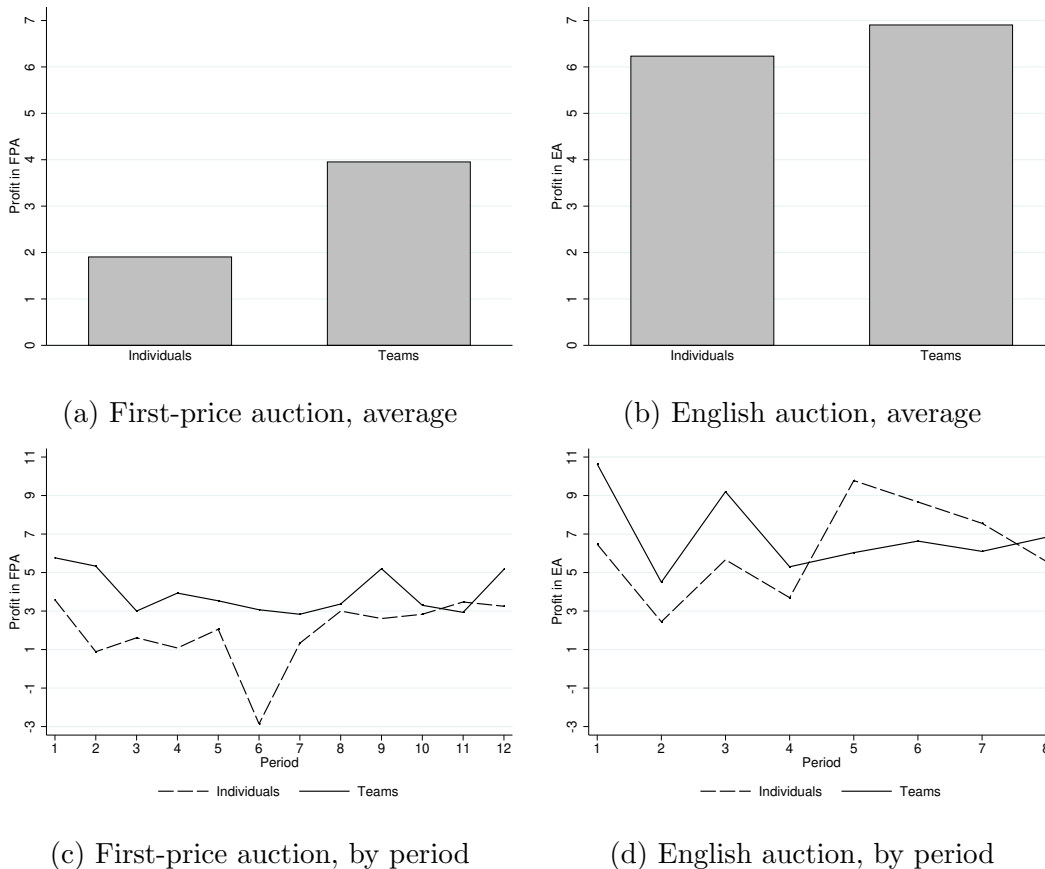 Profit in FPA
7
6
5
4
3
2
1
0
Individuals Teams
(a) First-price auction, average
Profit in EA
7
6
5
4
3
2
1
0
Individuals Teams
(b) English auction, average
Profit in FPA
11
9
7
5
3
1
-1
-3
1 2 3 4 5 6 7 8 9 10 11 12
Period
Individuals Teams
(c) First-price auction, by period
Profit in EA
11
9
7
5
3
1
-1
-3
1 2 3 4 5 6 7 8
Period
Individuals Teams
(d) English auction, by period